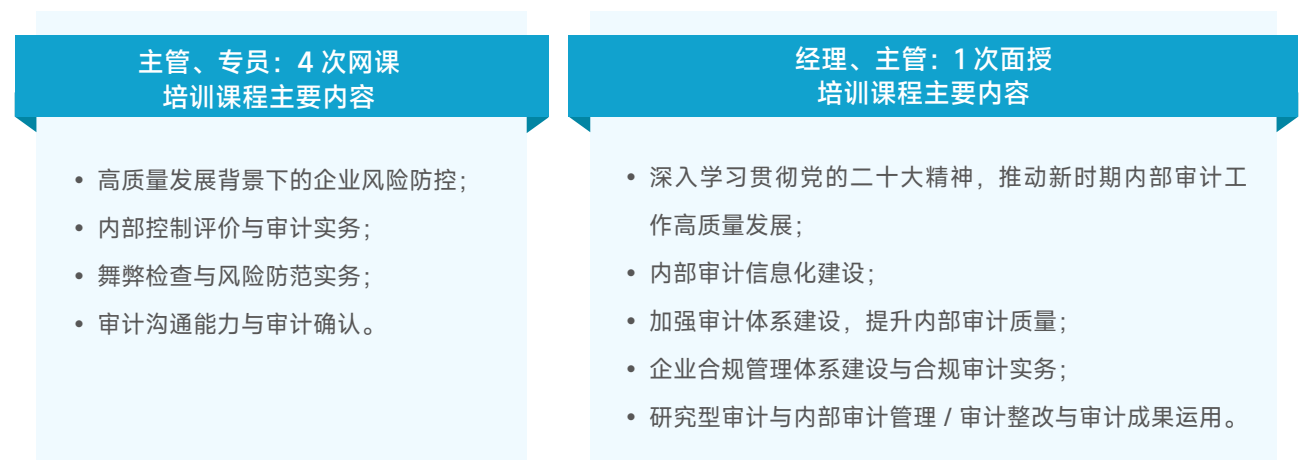 主管、专员：4 次网课
培训课程主要内容
• 高质量发展背景下的企业风险防控；
• 内部控制评价与审计实务；
• 舞弊检查与风险防范实务；
• 审计沟通能力与审计确认。
经理、主管：1 次面授
培训课程主要内容
• 深入学习贯彻党的二十大精神，推动新时期内部审计工
作高质量发展；
• 内部审计信息化建设；
• 加强审计体系建设，提升内部审计质量；
• 企业合规管理体系建设与合规审计实务；
• 研究型审计与内部审计管理 / 审计整改与审计成果运用。